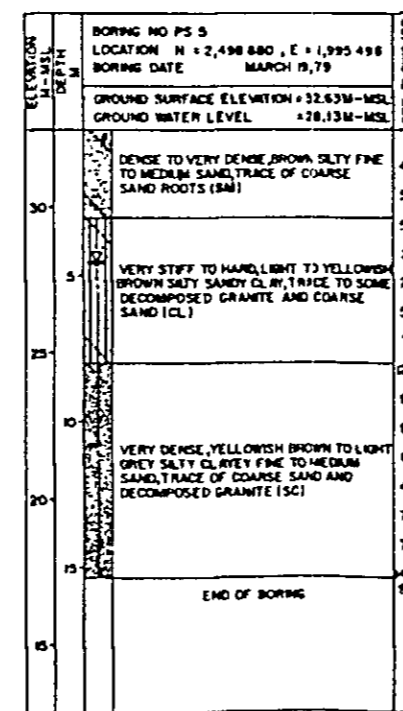 ELEVATION M-MSL
DEPTH M
BORING NO PS 5
LOCATION N = 2,498 880 , E = 1,995 496
BORING DATE MARCH 19,79
GROUND SURFACE ELEVATION = 32.63M-MSL
GROUND WATER LEVEL = 28.13M-MSL
DENSE TO VERY DENSE, BROWN SILTY FINE
TO MEDIUM SAND, TRACE OF COARSE
SAND ROOTS (SM)
30
5
VERY STIFF TO HARD, LIGHT TO YELLOWISH
BROWN SILTY SANDY CLAY, TRACE TO SOME
DECOMPOSED GRANITE AND COARSE
SAND (CL)
25
10
VERY DENSE, YELLOWISH BROWN TO LIGHT
GREY SILTY CLAYEY FINE TO MEDIUM
SAND, TRACE OF COARSE SAND AND
DECOMPOSED GRANITE (SC)
20
15
END OF BORING
15